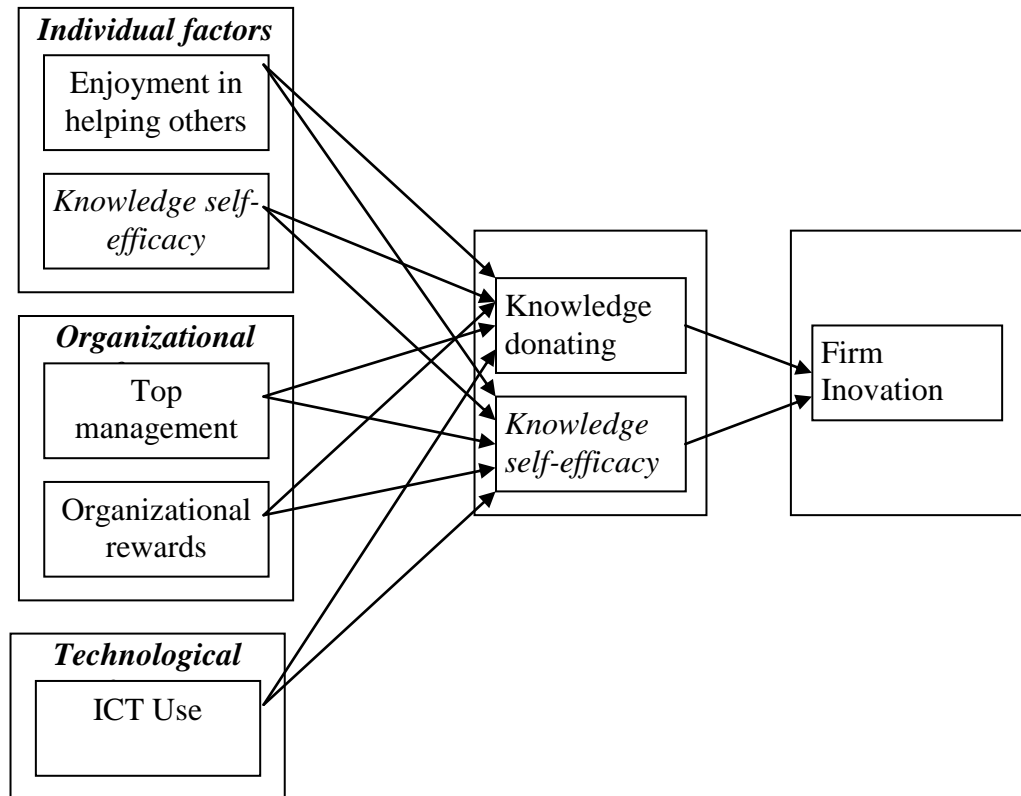 Individual factors
Enjoyment in
helping others
Knowledge self-
efficacy
Organizational
Top
management
Organizational
rewards
Technological
ICT Use
Knowledge
donating
Knowledge
self-efficacy
Firm
Inovation